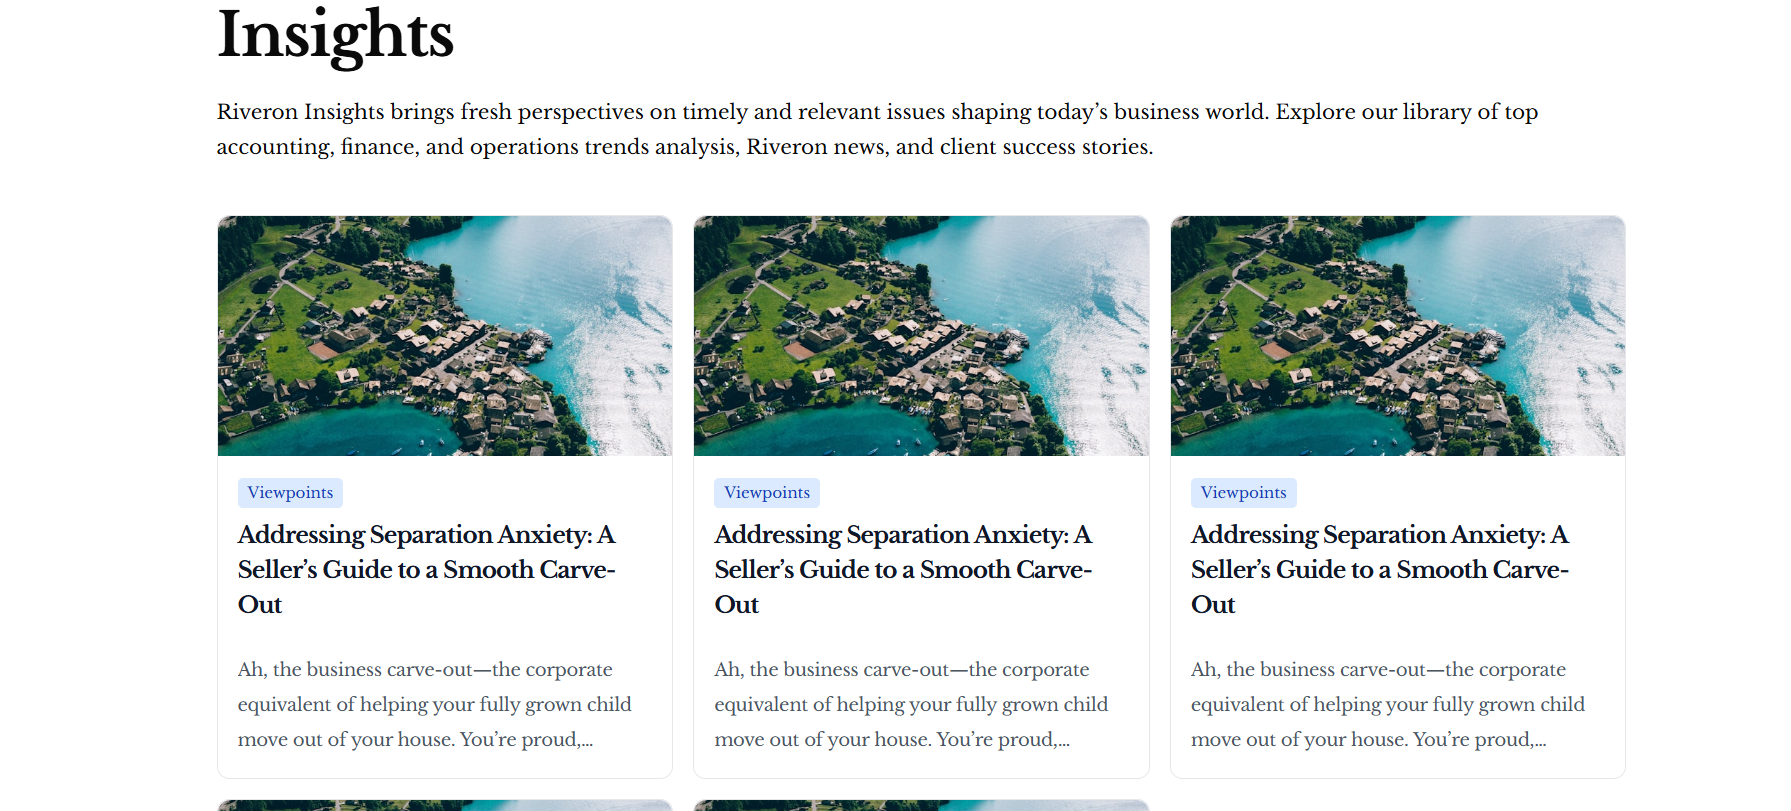 Insights
Riveron Insights brings fresh perspectives on timely and relevant issues shaping today’s business world. Explore our library of top
accounting, finance, and operations trends analysis, Riveron news, and client success stories.
Viewpoints
Addressing Separation Anxiety: A
Seller’s Guide to a Smooth Carve-
Out
Ah, the business carve-out—the corporate
equivalent of helping your fully grown child
move out of your house. You’re proud,...
Viewpoints
Addressing Separation Anxiety: A
Seller’s Guide to a Smooth Carve-
Out
Ah, the business carve-out—the corporate
equivalent of helping your fully grown child
move out of your house. You’re proud,...
Viewpoints
Addressing Separation Anxiety: A
Seller’s Guide to a Smooth Carve-
Out
Ah, the business carve-out—the corporate
equivalent of helping your fully grown child
move out of your house. You’re proud,...